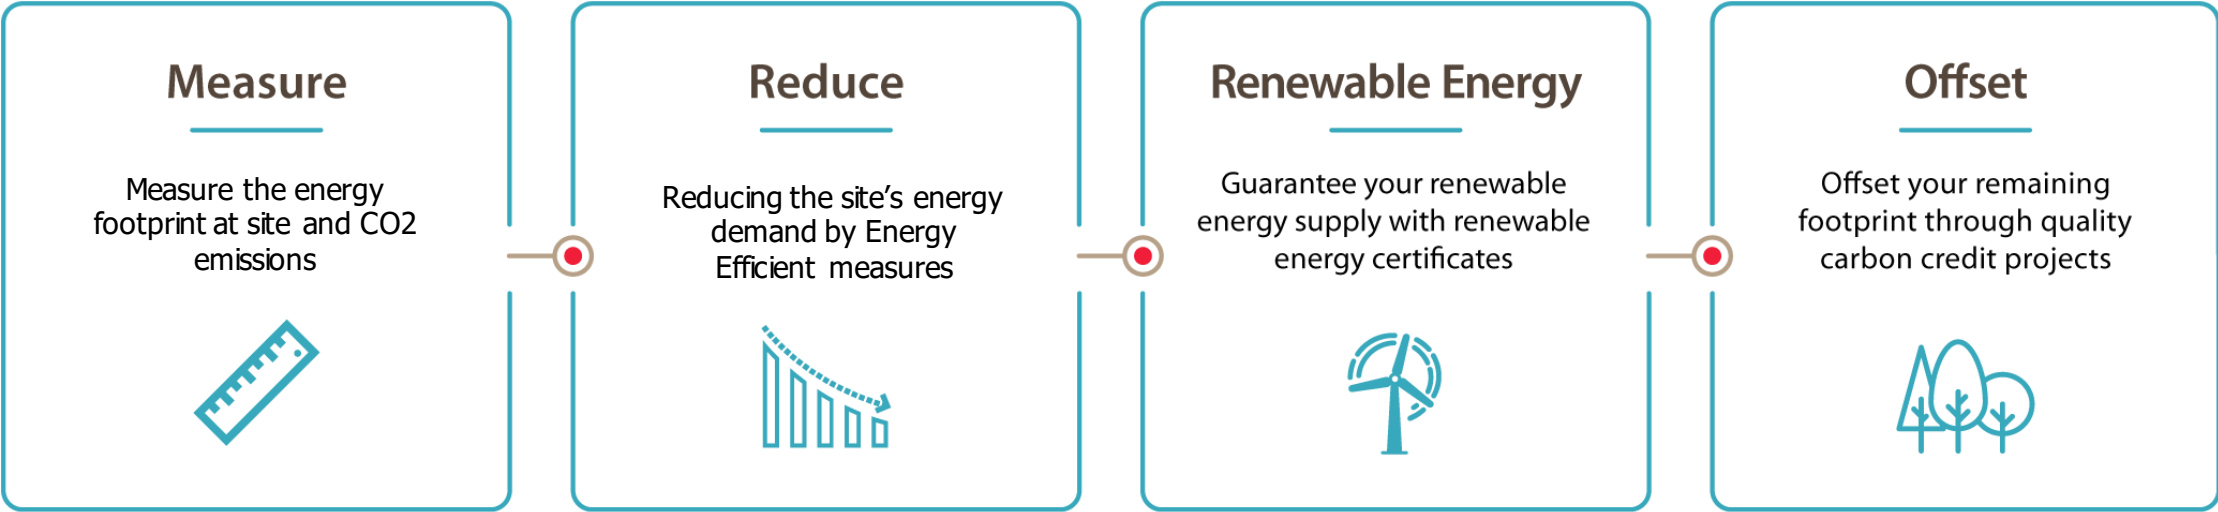 Measure
Measure the energy
footprint at site and CO2
emissions
Reduce
Reducing the site’s energy
demand by Energy
Efficient measures
Renewable Energy
Guarantee your renewable
energy supply with renewable
energy certificates
Offset
Offset your remaining
footprint through quality
carbon credit projects